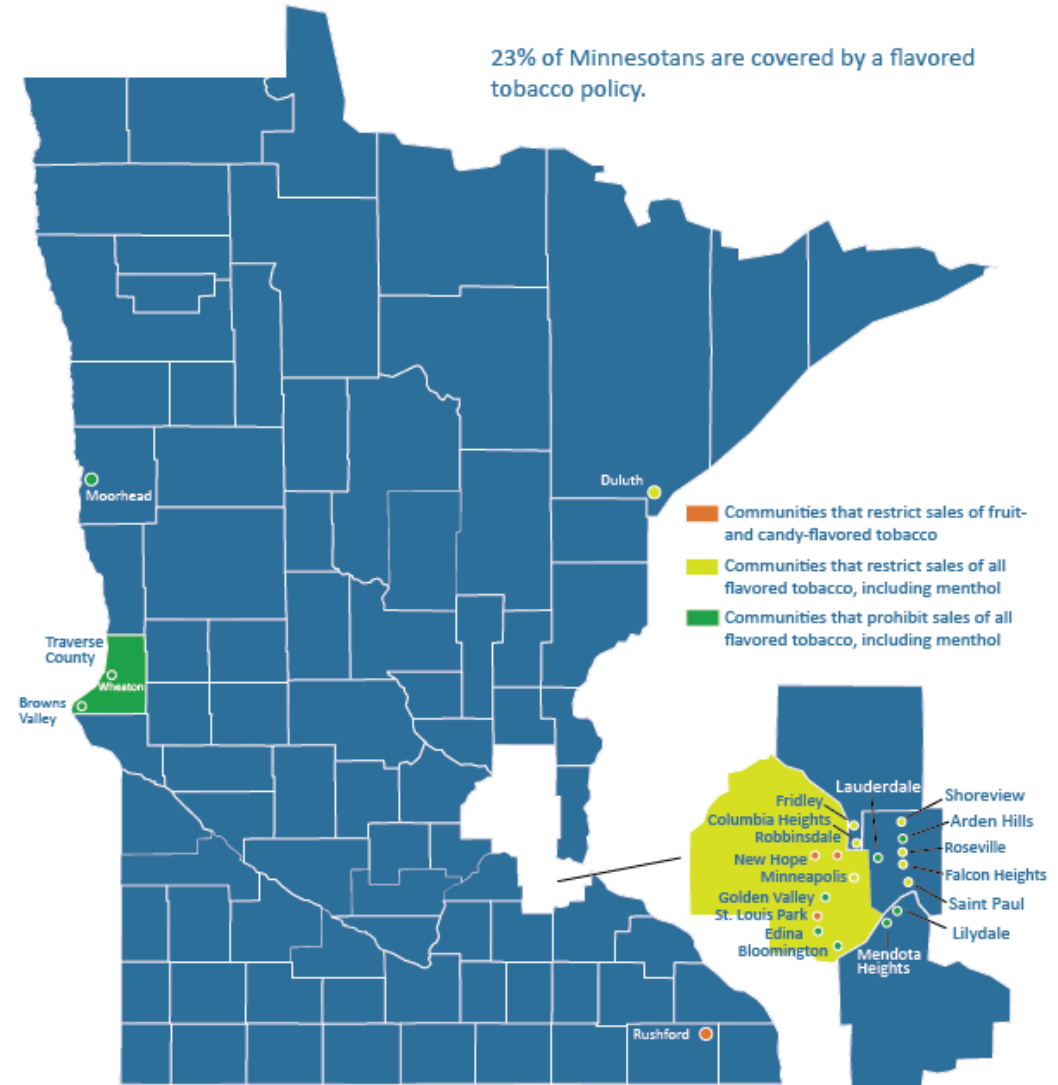 23% of Minnesotans are covered by a flavored
tobacco policy.
Moorhead
Duluth
Communities that restrict sales of fruit-
and candy-flavored tobacco
Communities that restrict sales of all
flavored tobacco, including menthol
Communities that prohibit sales of all
flavored tobacco, including menthol
Traverse
County
Wheaton
Browns
Valley
Lauderdale
Fridley
Columbia Heights
Robbinsdale
New Hope
Minneapolis
Golden Valley
St. Louis Park
Edina
Bloomington
Shoreview
Arden Hills
Roseville
Falcon Heights
Saint Paul
Lilydale
Mendota
Heights
Rushford